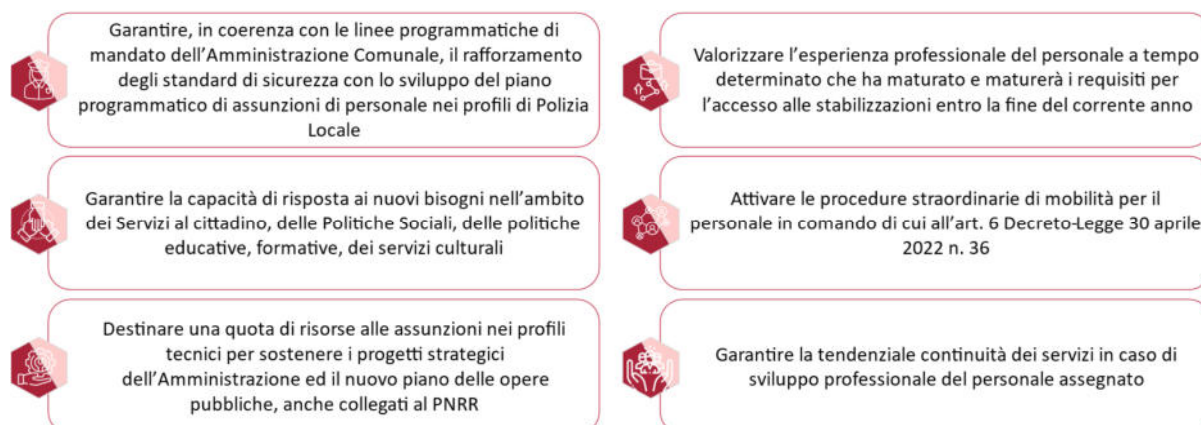 Garantire, in coerenza con le linee programmatiche di
mandato dell'Amministrazione Comunale, il rafforzamento
degli standard di sicurezza con lo sviluppo del piano
programmatico di assunzioni di personale nei profili di Polizia
Locale
Garantire la capacità di risposta ai nuovi bisogni nell'ambito
dei Servizi al cittadino, delle Politiche Sociali, delle politiche
educative, formative, dei servizi culturali
Destinare una quota di risorse alle assunzioni nei profili
tecnici per sostenere i progetti strategici
dell'Amministrazione ed il nuovo piano delle opere
pubbliche, anche collegati al PNRR
Valorizzare l'esperienza professionale del personale a tempo
determinato che ha maturato e maturerà i requisiti per
l'accesso alle stabilizzazioni entro la fine del corrente anno
Attivare le procedure straordinarie di mobilità per il
personale in comando di cui all'art. 6 Decreto-Legge 30 aprile
2022 n. 36
Garantire la tendenziale continuità dei servizi in caso di
sviluppo professionale del personale assegnato